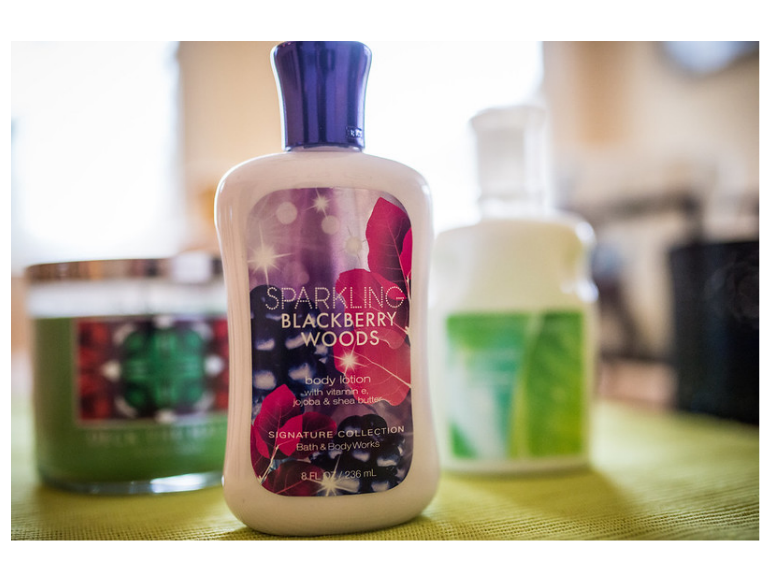 SPARKLING
BLACKBERRY
WOODS
body lotion
with vitamin e,
jojoba & shea butter
SIGNATURE COLLECTION
Bath & Body Works
8 FL OZ / 236 mL